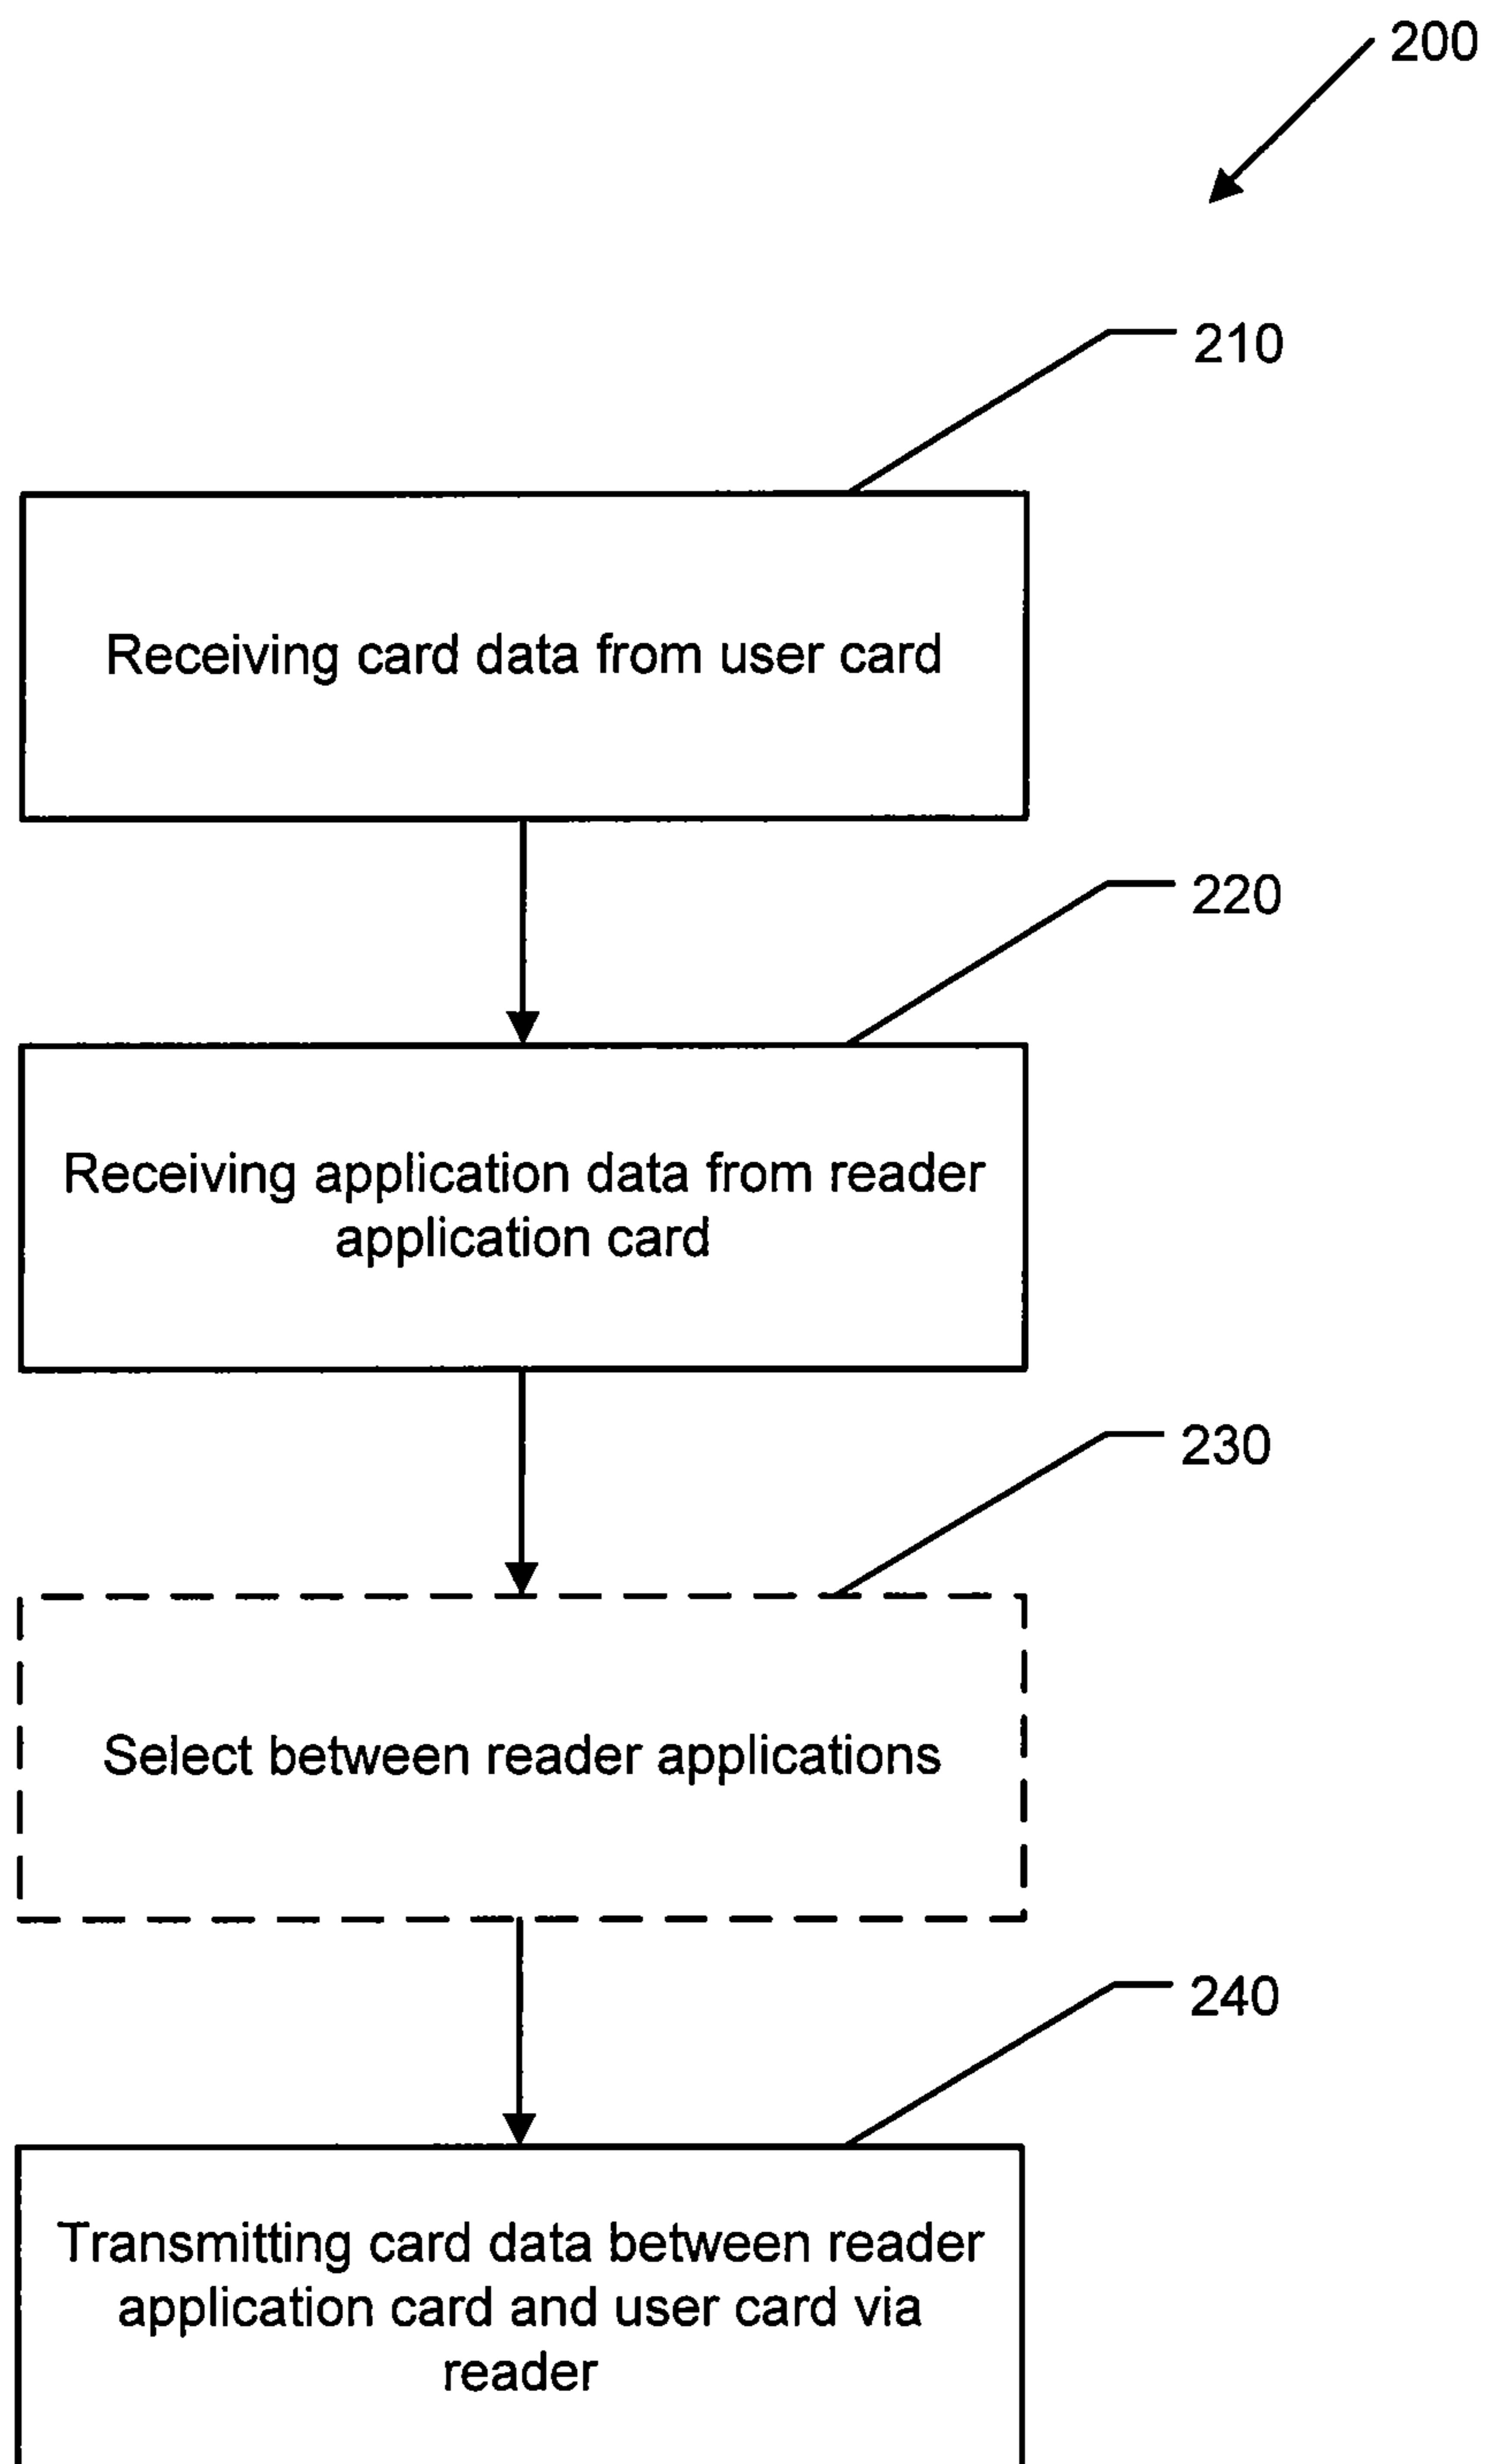 200
210
Receiving card data from user card
220
Receiving application data from reader
application card
230
Select between reader applications
240
Transmitting card data between reader
application card and user card via
reader